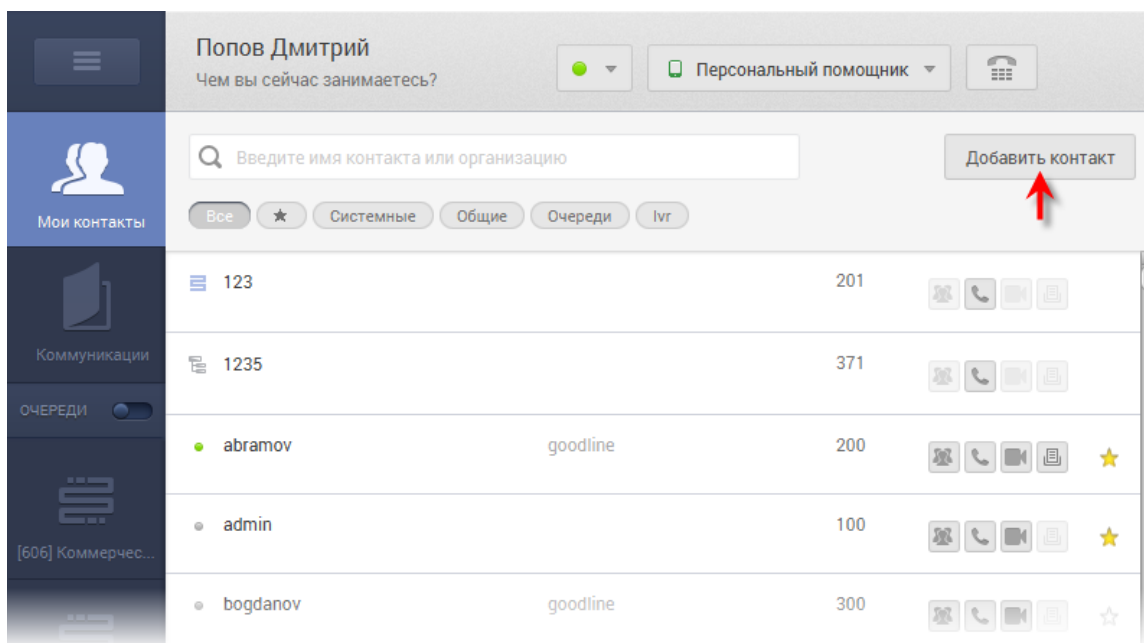 Попов Дмитрий
Чем вы сейчас занимаетесь?
Персональный помощник
Введите имя контакта или организацию
Добавить контакт
Все
Системные
Общие
Очереди
Ivr
Мои контакты
Коммуникации
ОЧЕРЕДИ
[606] Коммерчес...
123 201
1235 371
abramov goodline 200
admin 100
bogdanov goodline 300